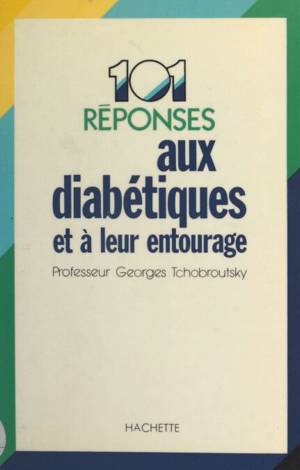 101
RÉPONSES
aux
diabétiques
et à leur entourage
Professeur Georges Tchobroutsky
HACHETTE